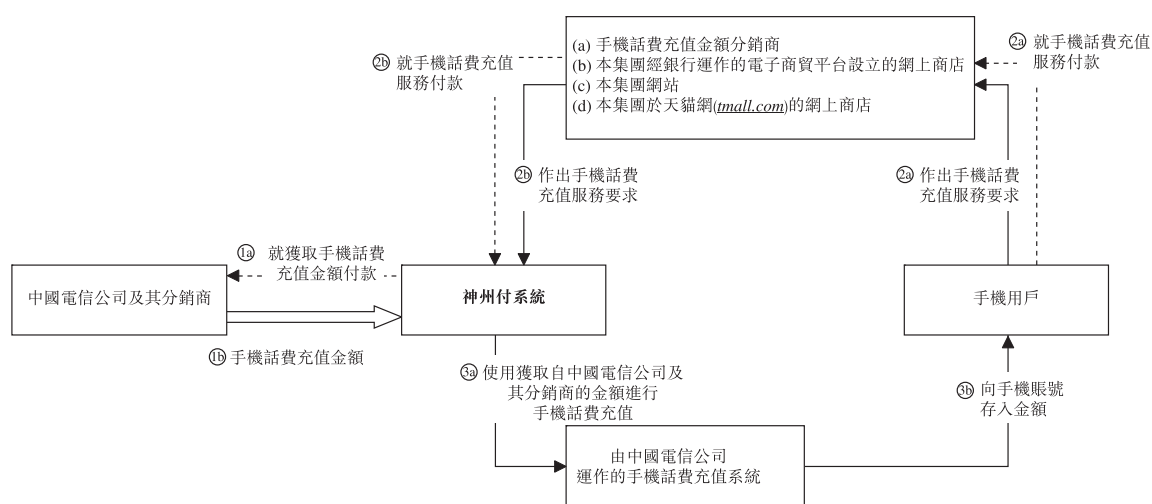 (a) 手機話費充值金額分銷商
(b) 本集團經銀行運作的電子商貿平台設立的網上商店
(c) 本集團網站
(d) 本集團於天貓網(tmall.com)的網上商店
2b 就手機話費充值
服務付款
2a 就手機話費充值
服務付款
2b 作出手機話費
充值服務要求
2a 作出手機話費
充值服務要求
1a 就獲取手機話費
充值金額付款
中國電信公司及其分銷商
神州付系統
手機用戶
1b 手機話費充值金額
3a 使用獲取自中國電信公司及
其分銷商的金額進行
手機話費充值
3b 向手機賬號
存入金額
由中國電信公司
運作的手機話費充值系統